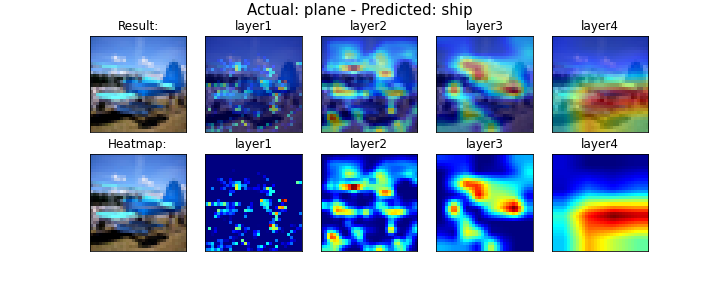 Actual: plane - Predicted: ship
Result: layer1 layer2 layer3 layer4
Heatmap: layer1 layer2 layer3 layer4